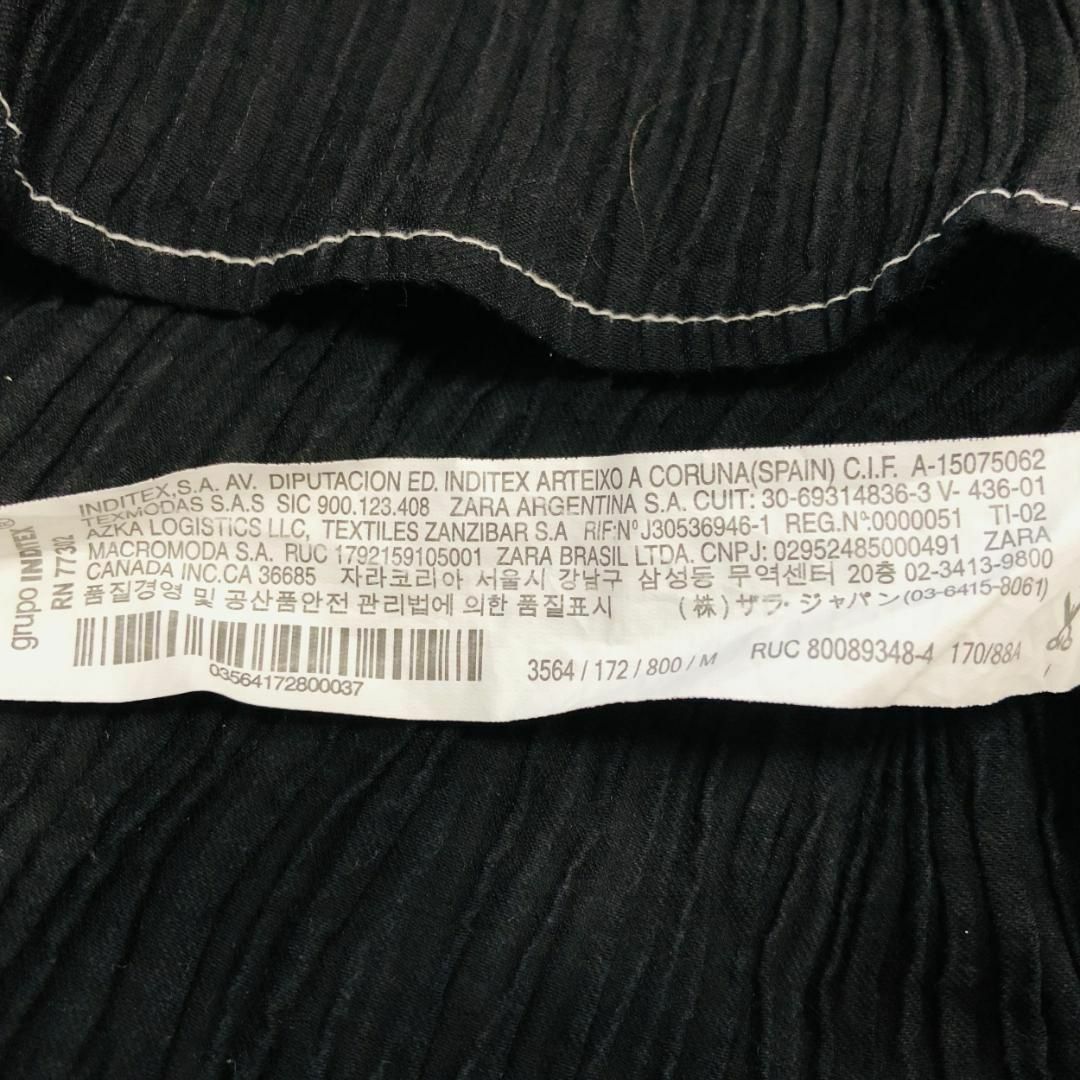 grupo INDITEX®
RN 77302
INDITEX,S.A. AV. DIPUTACION ED. INDITEX ARTEIXO A CORUNA(SPAIN) C.I.F. A-15075062
TEXMODAS S.A.S SIC 900.123.408 ZARA ARGENTINA S.A. CUIT: 30-69314836-3 V- 436-01
AZKA LOGISTICS LLC, TEXTILES ZANZIBAR S.A RIF:Nº J30536946-1 REG.Nº:0000051 TI-02
MACROMODA S.A. RUC 1792159105001 ZARA BRASIL LTDA. CNPJ: 02952485000491 ZARA
CANADA INC.CA 36685 자라코리아 서울시 강남구 삼성동 무역센터 20층 02-3413-9800
품질경영 및 공산품안전 관리법에 의한 품질표시 (株)ザラ・ジャパン(03-6415-8061)
03564172800037
3564 / 172 / 800 / M RUC 80089348-4 170/88A